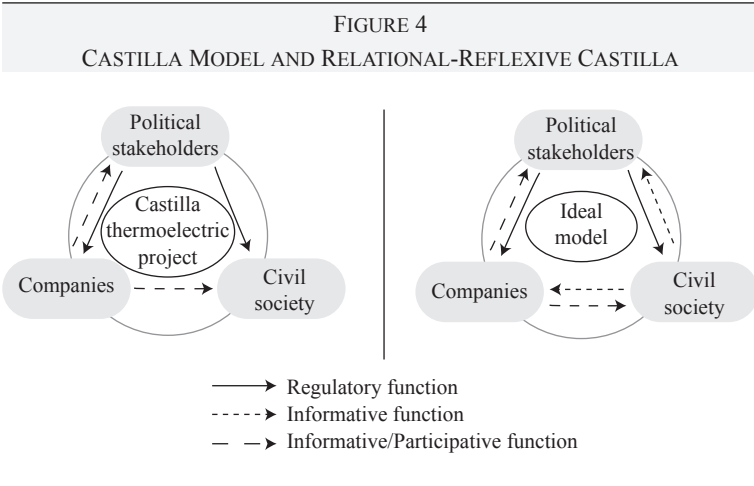 FIGURE 4
CASTILLA MODEL AND RELATIONAL-REFLEXIVE CASTILLA
Political
stakeholders
Castilla
thermoelectric
project
Companies
Civil
society
Political
stakeholders
Ideal
model
Companies
Civil
society
Regulatory function
Informative function
Informative/Participative function